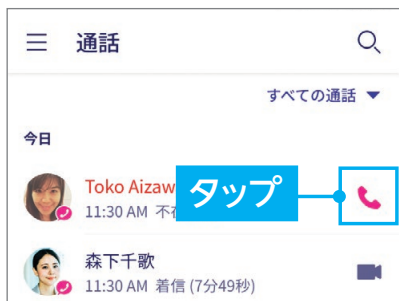 通話
すべての通話
今日
Toko Aizaw
11:30 AM 不
タップ
森下千歌
11:30 AM 着信 (7分49秒)